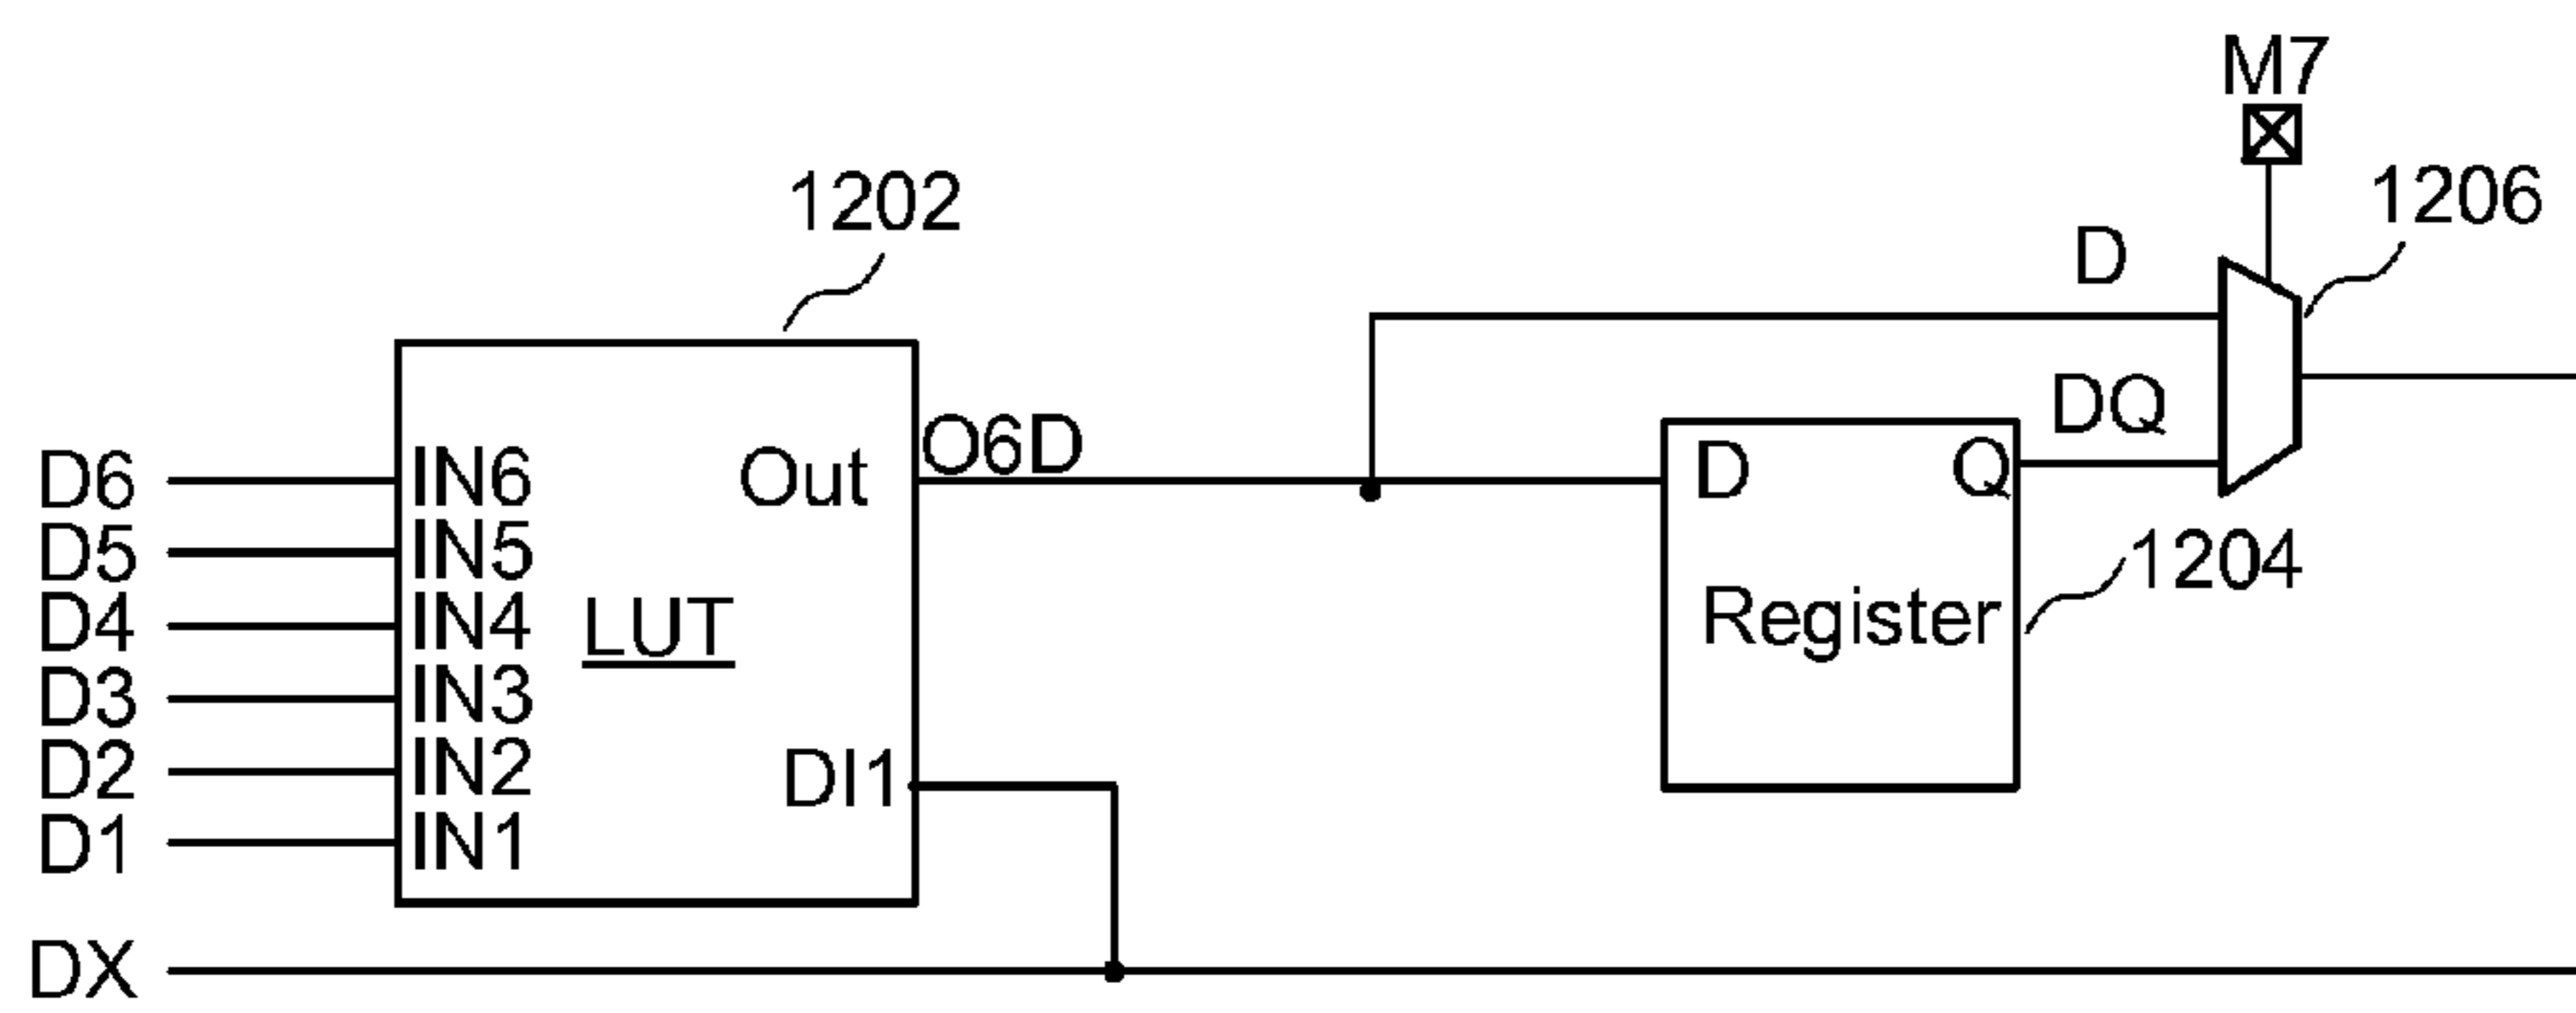 M7
1202
1206
D
DQ
O6D
D6 IN6 Out
D Q
D5 IN5
1204
D4 IN4 LUT
Register
D3 IN3
D2 IN2 DI1
D1 IN1
DX